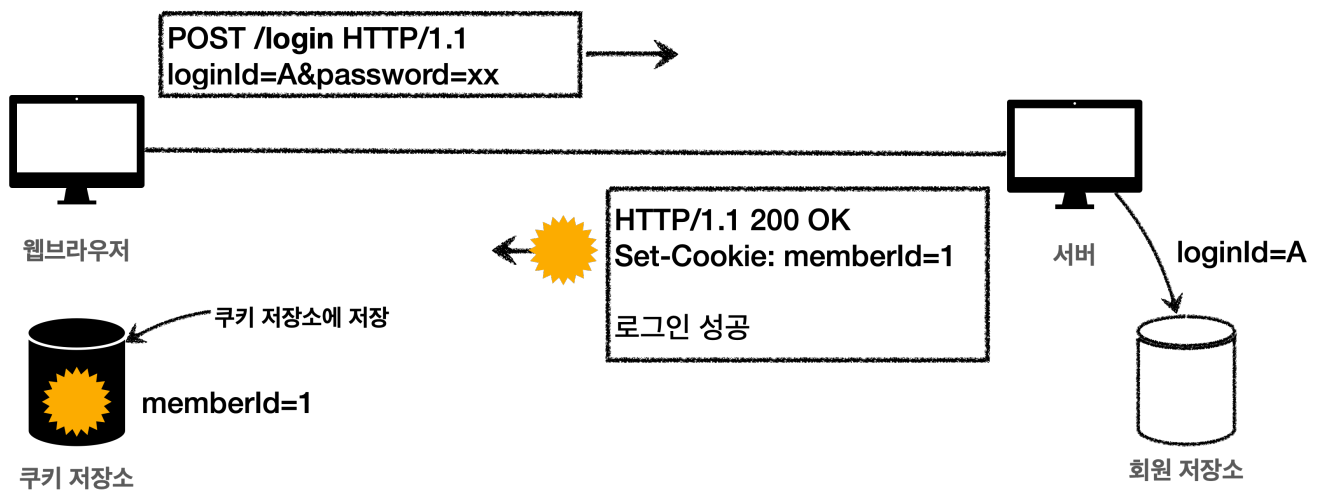 POST /login HTTP/1.1
loginId=A&password=xx
웹브라우저
HTTP/1.1 200 OK
Set-Cookie: memberId=1
로그인 성공
서버
loginId=A
쿠키 저장소에 저장
memberId=1
쿠키 저장소
회원 저장소